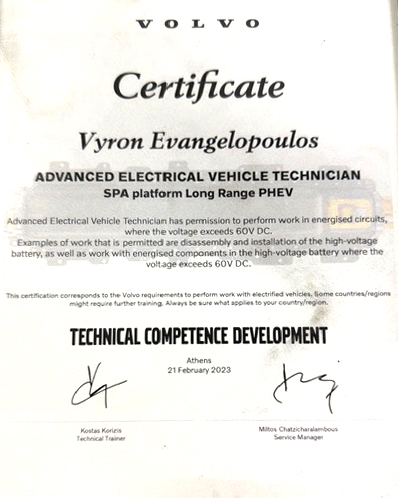 VOLVO
Certificate
Vyron Evangelopoulos
ADVANCED ELECTRICAL VEHICLE TECHNICIAN
SPA platform Long Range PHEV
Advanced Electrical Vehicle Technician has permission to perform work in energised circuits,
where the voltage exceeds 60V DC.
Examples of work that is permitted are disassembly and installation of the high-voltage
battery, as well as work with energised components in the high-voltage battery where the
voltage exceeds 60V DC.
This certification corresponds to the Volvo requirements to perform work with electrified vehicles. Some countries/regions
might require further training. Always be sure what applies to your country/region.
TECHNICAL COMPETENCE DEVELOPMENT
Athens
21 February 2023
Kostas Korizis
Technical Trainer
Miltos Chatzicharalambous
Service Manager